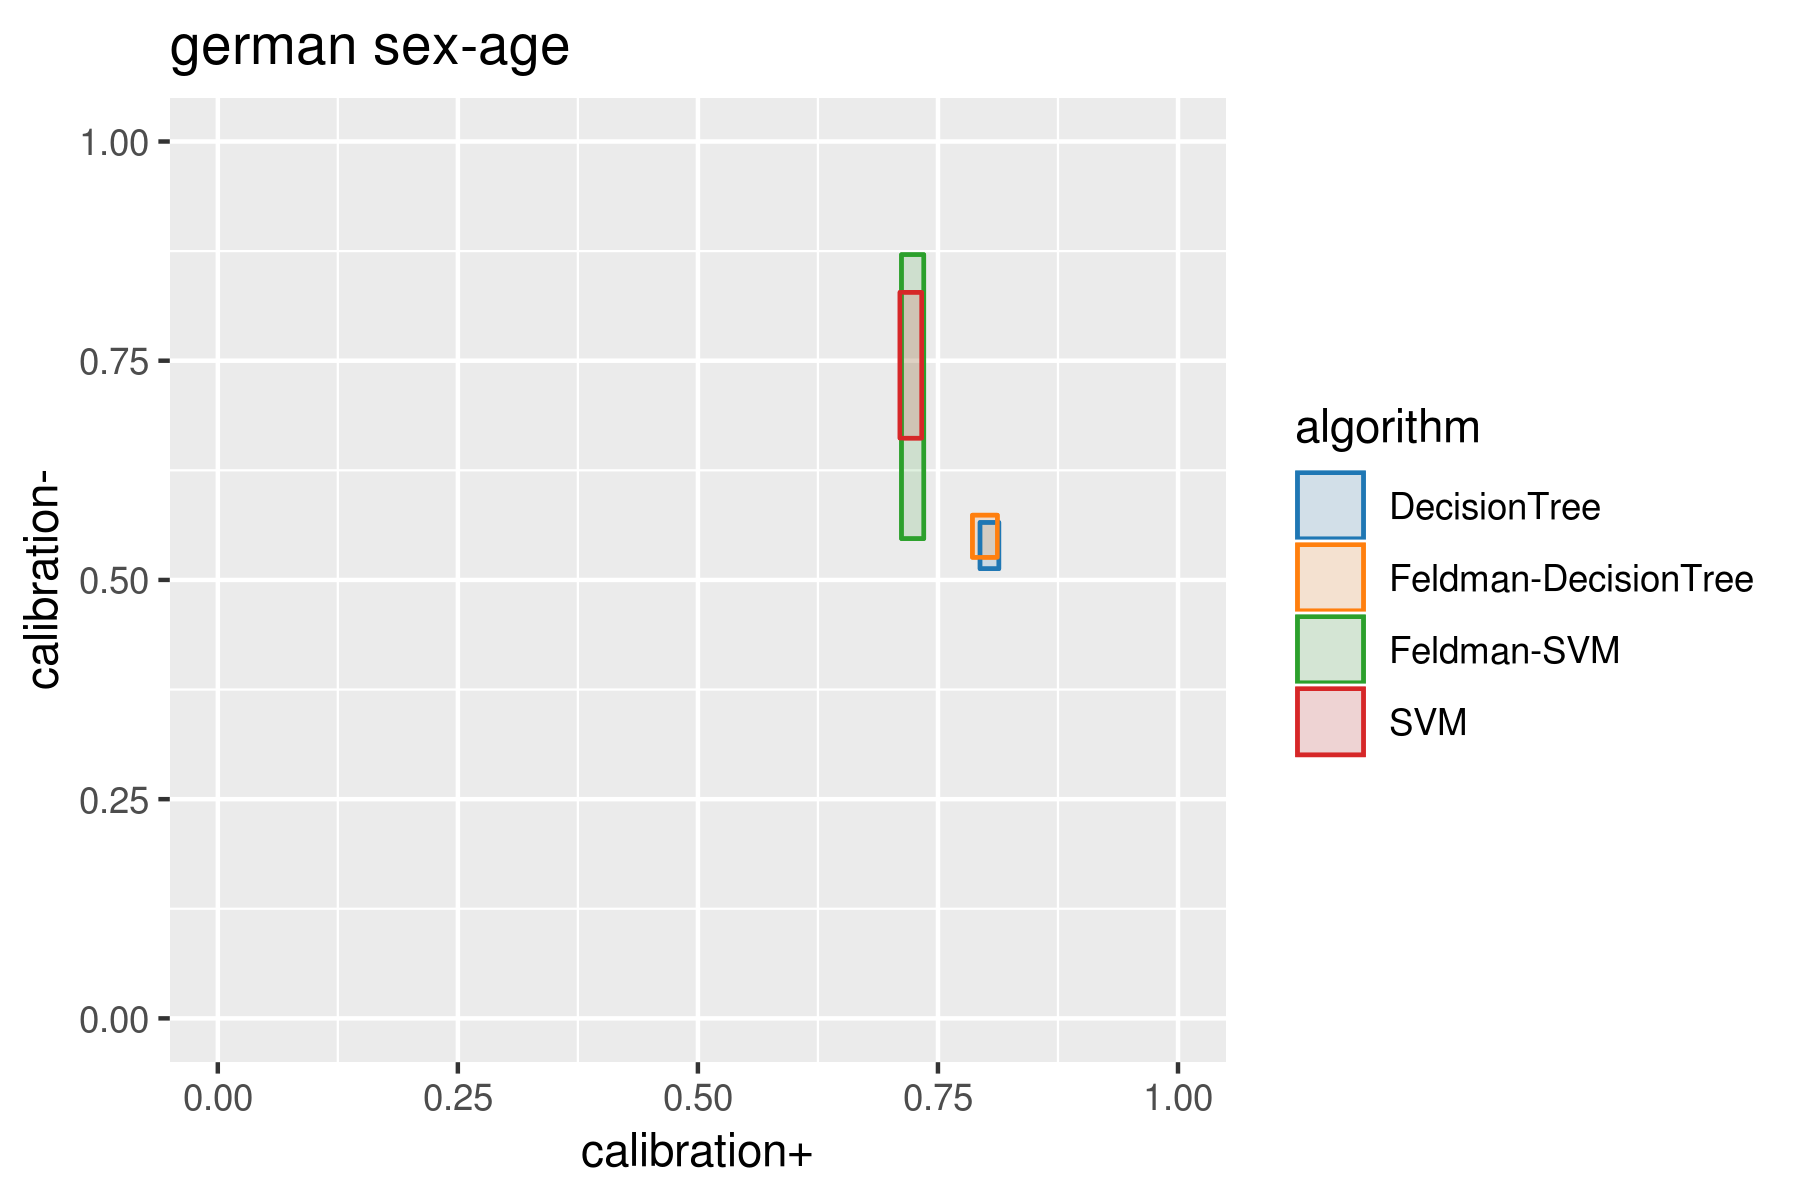 german sex-age
1.00
0.75
0.50
0.25
0.00
calibration-
0.00 0.25 0.50 0.75 1.00
calibration+
algorithm
DecisionTree
Feldman-DecisionTree
Feldman-SVM
SVM